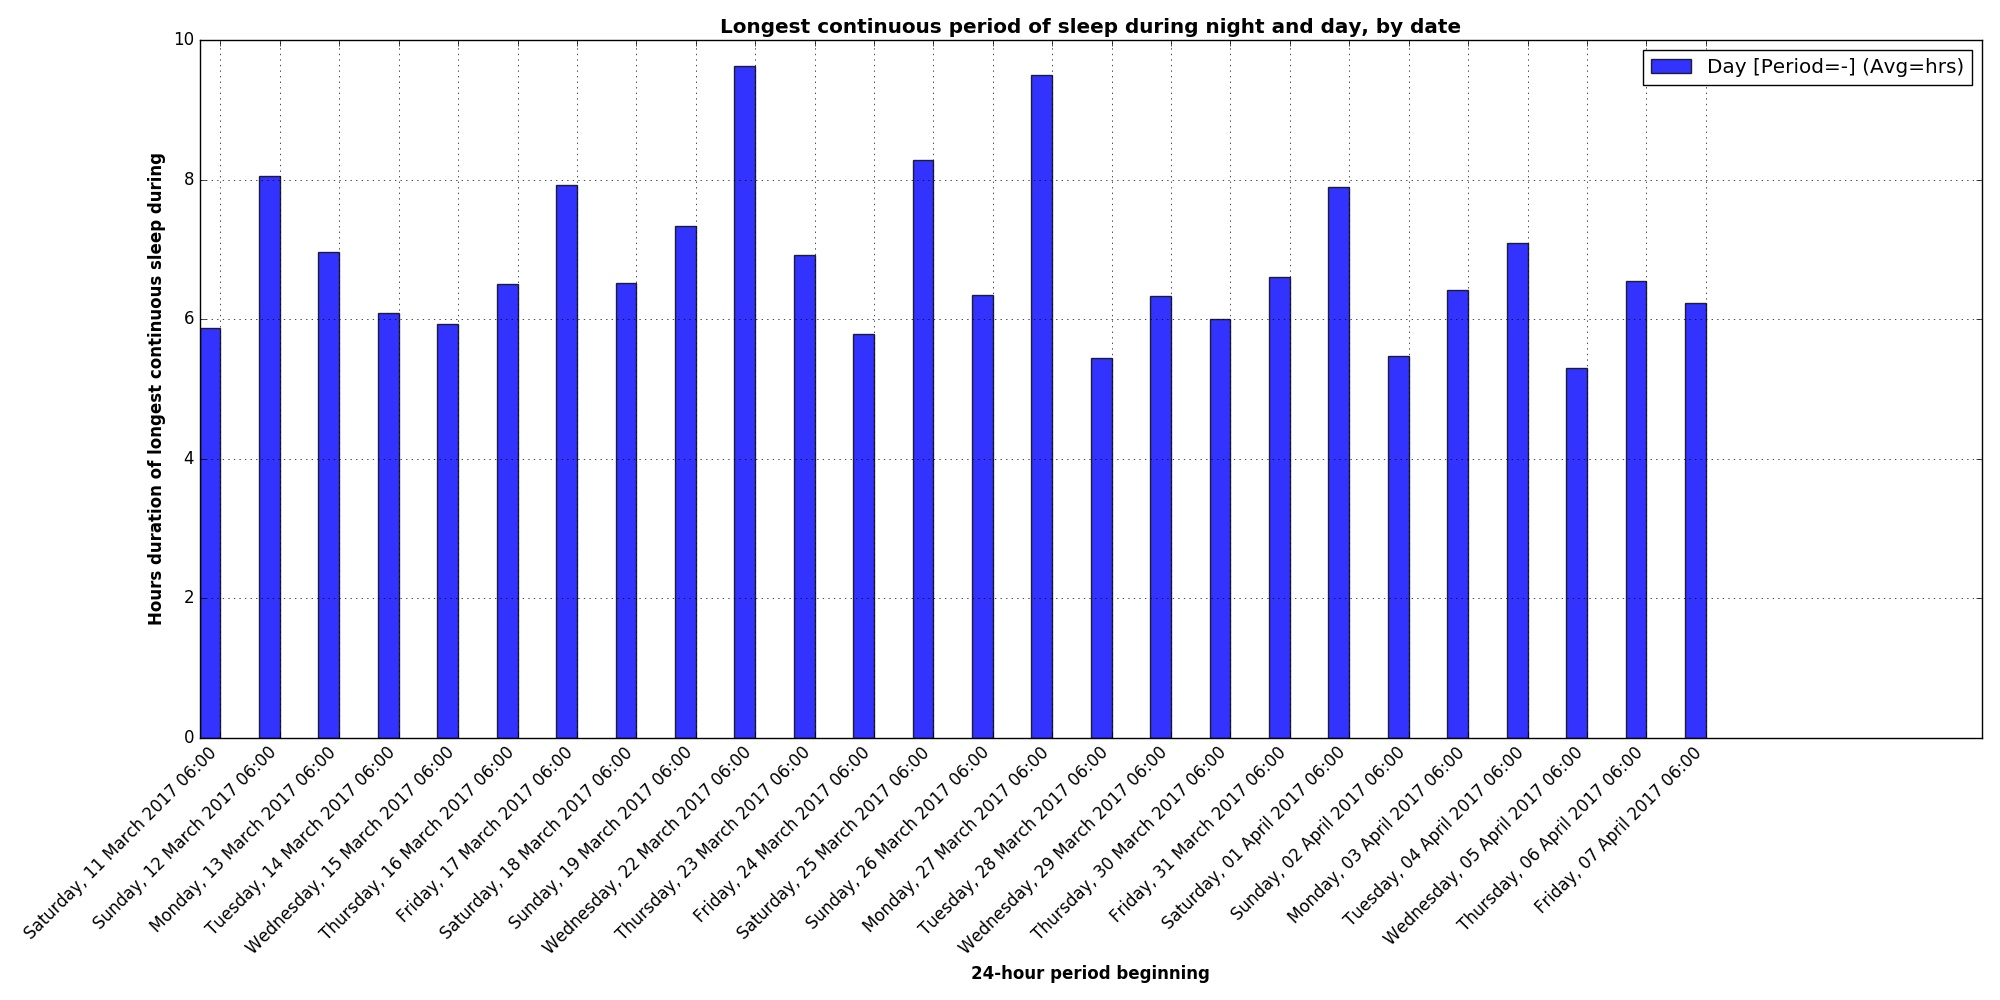 Longest continuous period of sleep during night and day, by date
Day [Period=-] (Avg=hrs)
Hours duration of longest continuous sleep during
10
8
6
4
2
0
Saturday, 11 March 2017 06:00
Sunday, 12 March 2017 06:00
Monday, 13 March 2017 06:00
Tuesday, 14 March 2017 06:00
Wednesday, 15 March 2017 06:00
Thursday, 16 March 2017 06:00
Friday, 17 March 2017 06:00
Saturday, 18 March 2017 06:00
Sunday, 19 March 2017 06:00
Wednesday, 22 March 2017 06:00
Thursday, 23 March 2017 06:00
Friday, 24 March 2017 06:00
Saturday, 25 March 2017 06:00
Sunday, 26 March 2017 06:00
Monday, 27 March 2017 06:00
Tuesday, 28 March 2017 06:00
Wednesday, 29 March 2017 06:00
Thursday, 30 March 2017 06:00
Friday, 31 March 2017 06:00
Saturday, 01 April 2017 06:00
Sunday, 02 April 2017 06:00
Monday, 03 April 2017 06:00
Tuesday, 04 April 2017 06:00
Wednesday, 05 April 2017 06:00
Thursday, 06 April 2017 06:00
Friday, 07 April 2017 06:00
24-hour period beginning